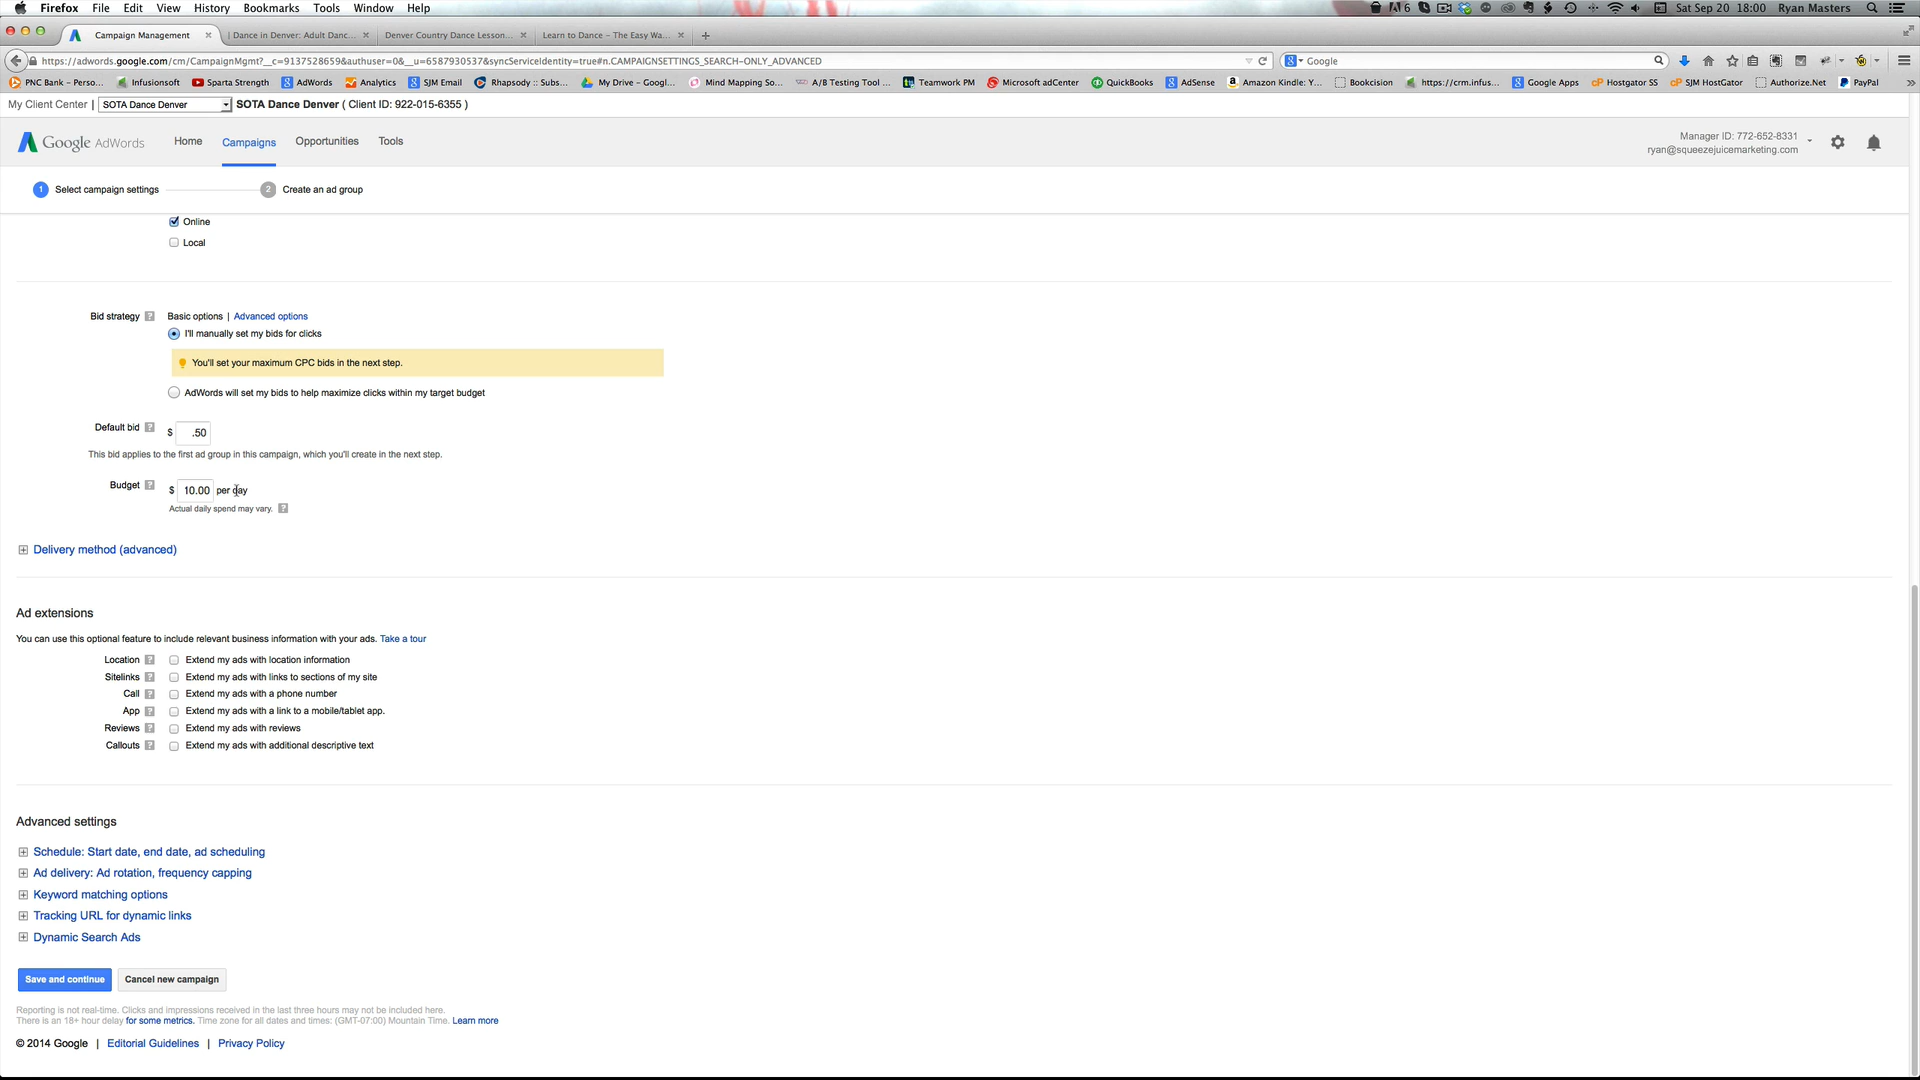 Firefox File Edit View History Bookmarks Tools Window Help
6 Sat Sep 20 18:00 Ryan Masters
Campaign Management × | Dance in Denver: Adult Danc... × Denver Country Dance Lesson... × Learn to Dance – The Easy Wa... × +
https://adwords.google.com/cm/CampaignMgmt?__c=9137528659&authuser=0&__u=6587930537&syncServiceIdentity=true#n.CAMPAIGNSETTINGS_SEARCH-ONLY_ADVANCED Google
PNC Bank – Perso... Infusionsoft Sparta Strength AdWords Analytics SJM Email Rhapsody :: Subs... My Drive – Googl... Mind Mapping So... A/B Testing Tool ... Teamwork PM Microsoft adCenter QuickBooks AdSense Amazon Kindle: Y... Bookcision https://crm.infus... Google Apps Hostgator SS SJM HostGator Authorize.Net PayPal »
My Client Center | SOTA Dance Denver SOTA Dance Denver ( Client ID: 922-015-6355 )
Google AdWords Home Campaigns Opportunities Tools
Manager ID: 772-652-8331
ryan@squeezejuicemarketing.com
1 Select campaign settings 2 Create an ad group
Online
Local
Bid strategy ? Basic options | Advanced options
I'll manually set my bids for clicks
You'll set your maximum CPC bids in the next step.
AdWords will set my bids to help maximize clicks within my target budget
Default bid ? $ .50
This bid applies to the first ad group in this campaign, which you'll create in the next step.
Budget ? $ 10.00 per day
Actual daily spend may vary. ?
Delivery method (advanced)
Ad extensions
You can use this optional feature to include relevant business information with your ads. Take a tour
Location ? Extend my ads with location information
Sitelinks ? Extend my ads with links to sections of my site
Call ? Extend my ads with a phone number
App ? Extend my ads with a link to a mobile/tablet app.
Reviews ? Extend my ads with reviews
Callouts ? Extend my ads with additional descriptive text
Advanced settings
Schedule: Start date, end date, ad scheduling
Ad delivery: Ad rotation, frequency capping
Keyword matching options
Tracking URL for dynamic links
Dynamic Search Ads
Save and continue Cancel new campaign
Reporting is not real-time. Clicks and impressions received in the last three hours may not be included here.
There is an 18+ hour delay for some metrics. Time zone for all dates and times: (GMT-07:00) Mountain Time. Learn more
© 2014 Google | Editorial Guidelines | Privacy Policy